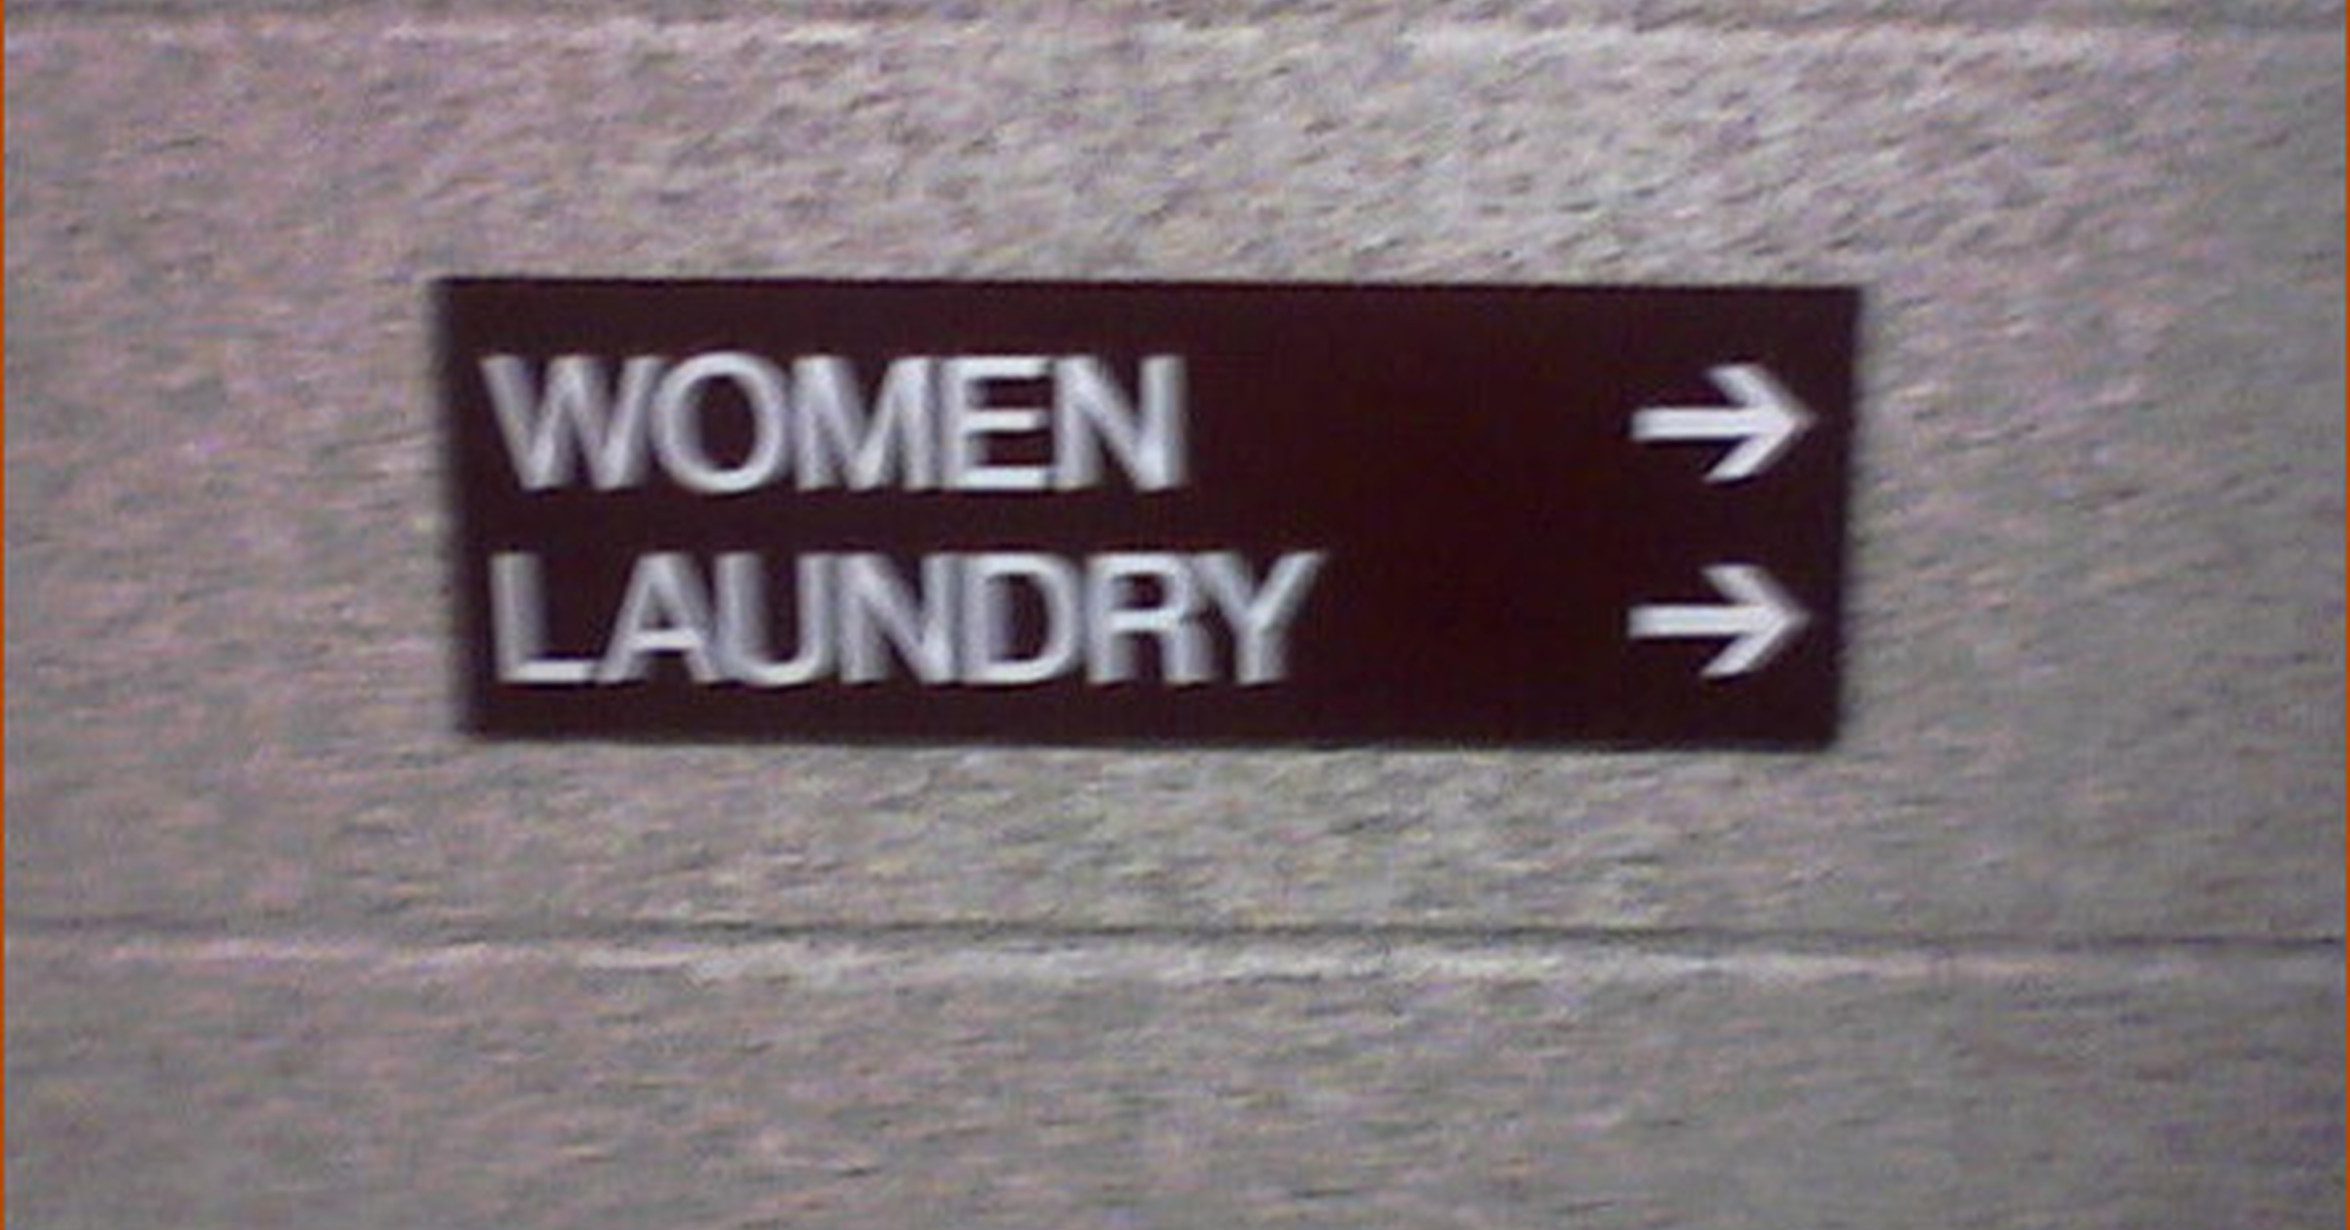 WOMEN →
LAUNDRY →